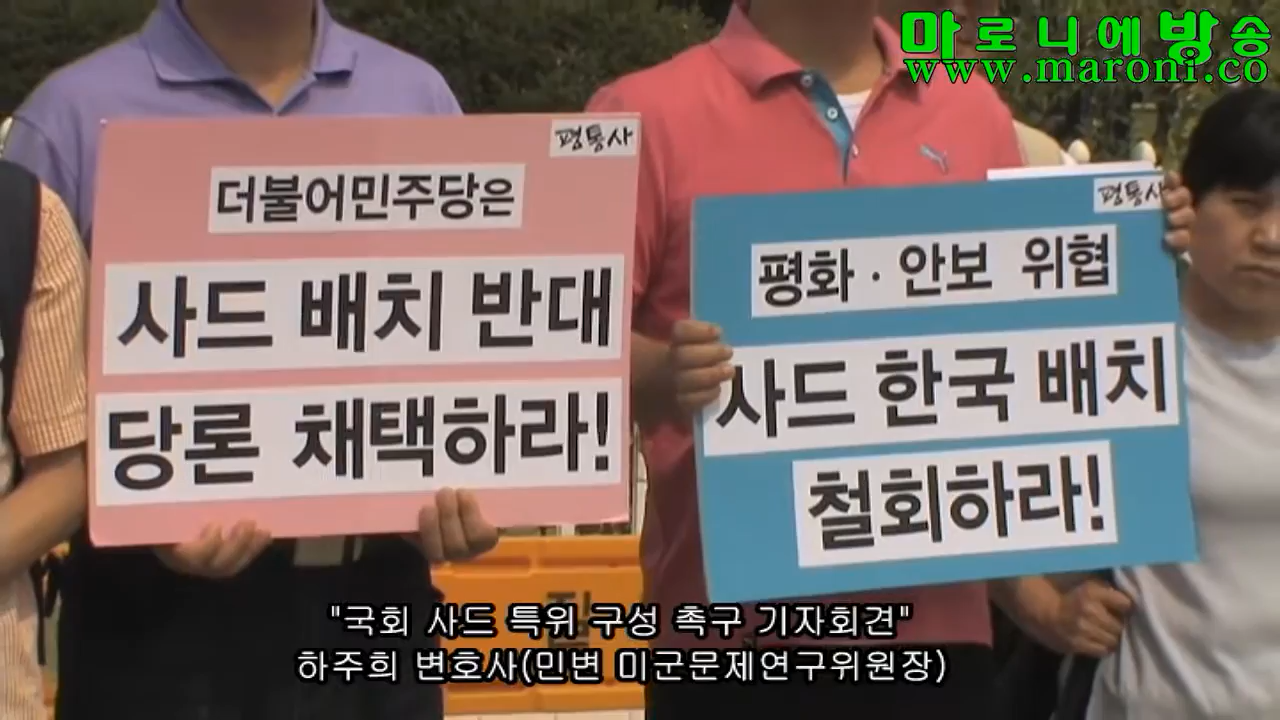 마로니에방송
www.maroni.co
평통사
더불어민주당은
사드 배치 반대
당론 채택하라!
평통사
평화·안보 위협
사드 한국 배치
철회하라!
"국회 사드 특위 구성 촉구 기자회견"
하주희 변호사(민변 미군문제연구위원장)